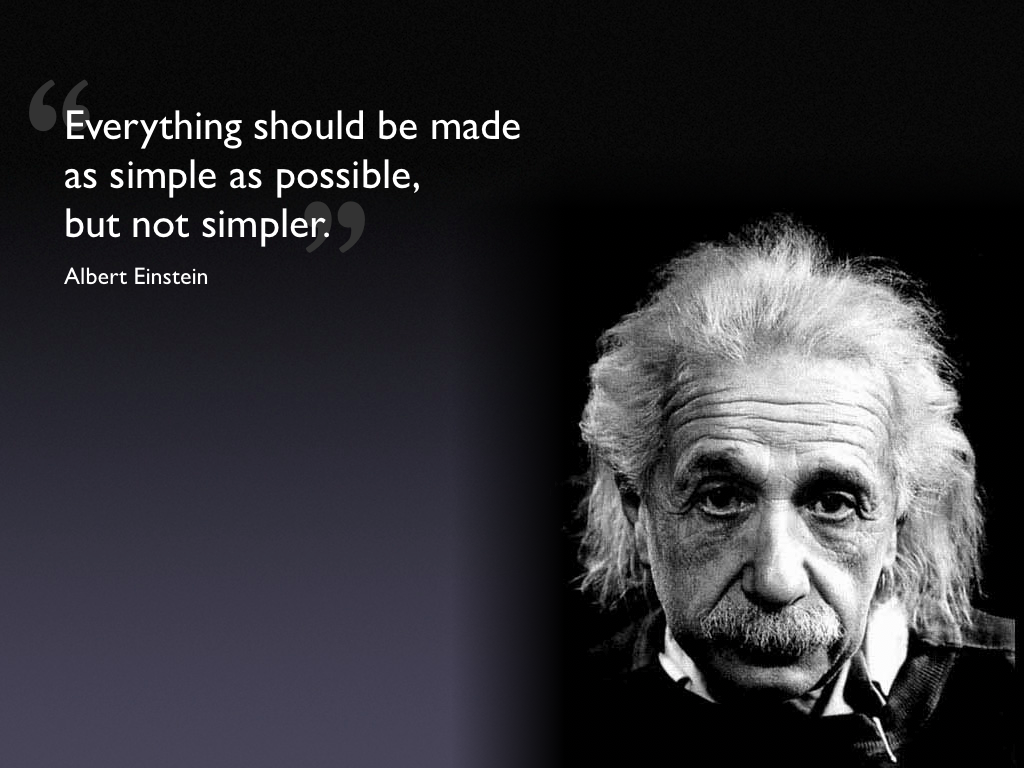 “Everything should be made
as simple as possible,
but not simpler.”
Albert Einstein